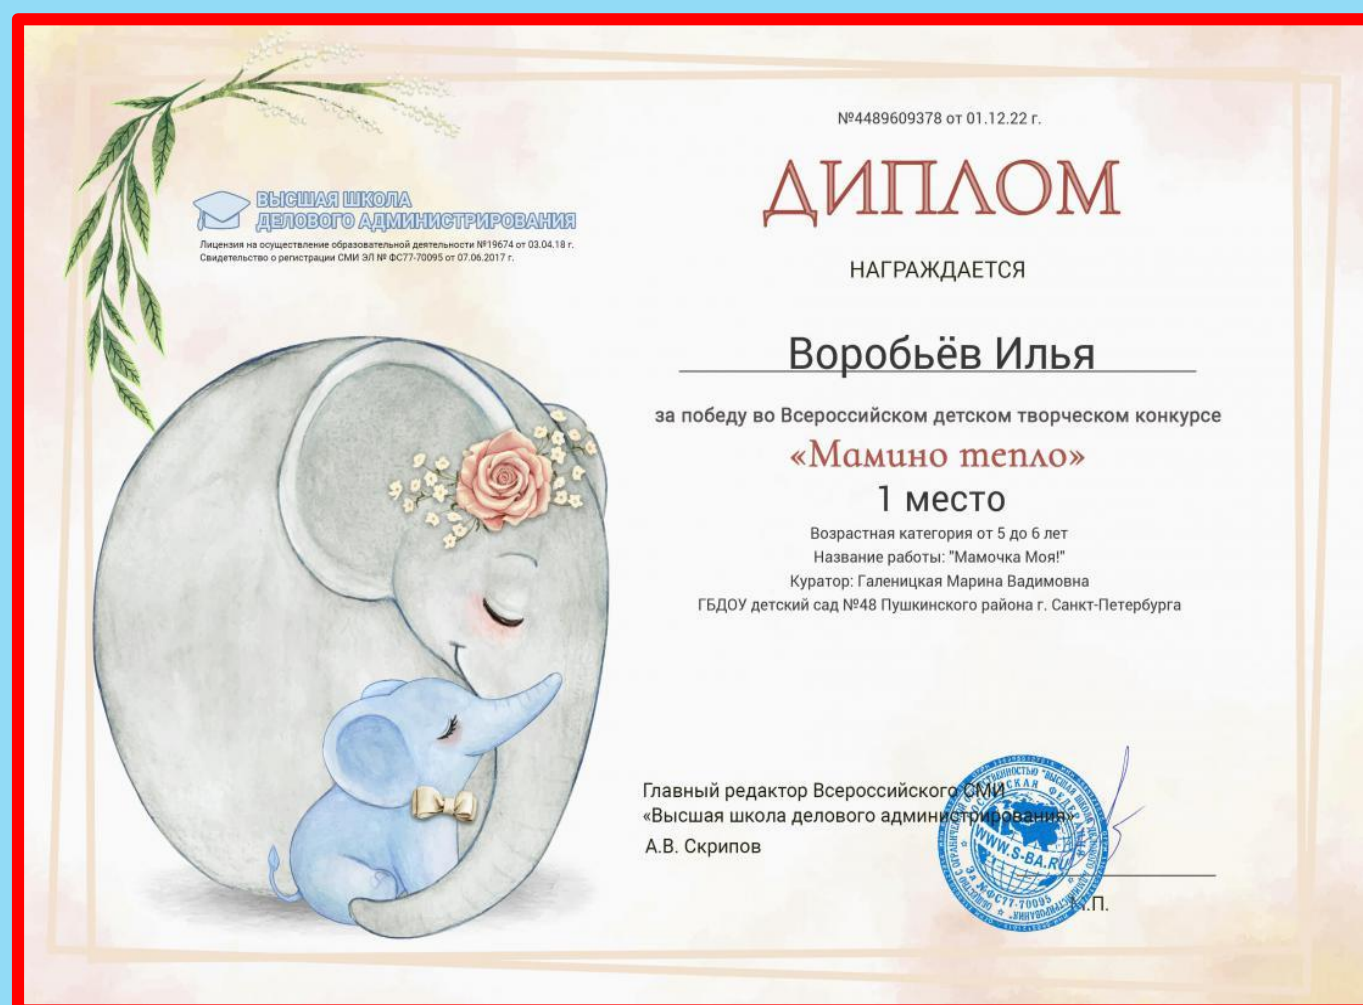 №4489609378 от 01.12.22 г.
ДИПЛОМ
ВЫСШАЯ ШКОЛА
ДЕЛОВОГО АДМИНИСТРИРОВАНИЯ
Лицензия на осуществление образовательной деятельности №19674 от 03.04.18 г.
Свидетельство о регистрации СМИ ЭЛ № ФС77-70095 от 07.06.2017 г.
НАГРАЖДАЕТСЯ
Воробьёв Илья
за победу во Всероссийском детском творческом конкурсе
«Мамино тепло»
1 место
Возрастная категория от 5 до 6 лет
Название работы: "Мамочка Моя!"
Куратор: Галеницкая Марина Вадимовна
ГБДОУ детский сад №48 Пушкинского района г. Санкт-Петербурга
Главный редактор Всероссийского СМИ
«Высшая школа делового администрирования»
А.В. Скрипов
WWW.S-BA.RU
М.П.